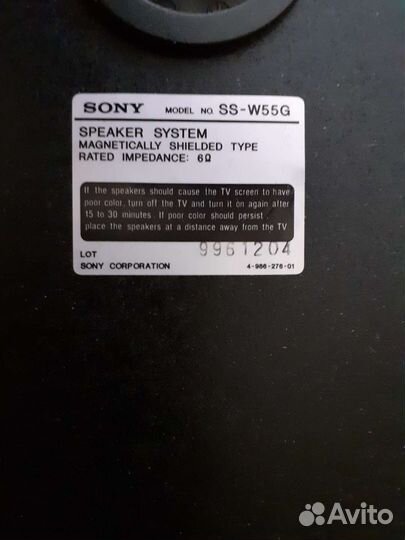 SONY MODEL NO. SS-W55G
SPEAKER SYSTEM
MAGNETICALLY SHIELDED TYPE
RATED IMPEDANCE: 6Ω
If the speakers should cause the TV screen to have
poor color, turn off the TV and turn it on again after
15 to 30 minutes. If poor color should persist,
place the speakers at a distance away from the TV.
LOT 9961204
SONY CORPORATION 4-986-276-01
Avito